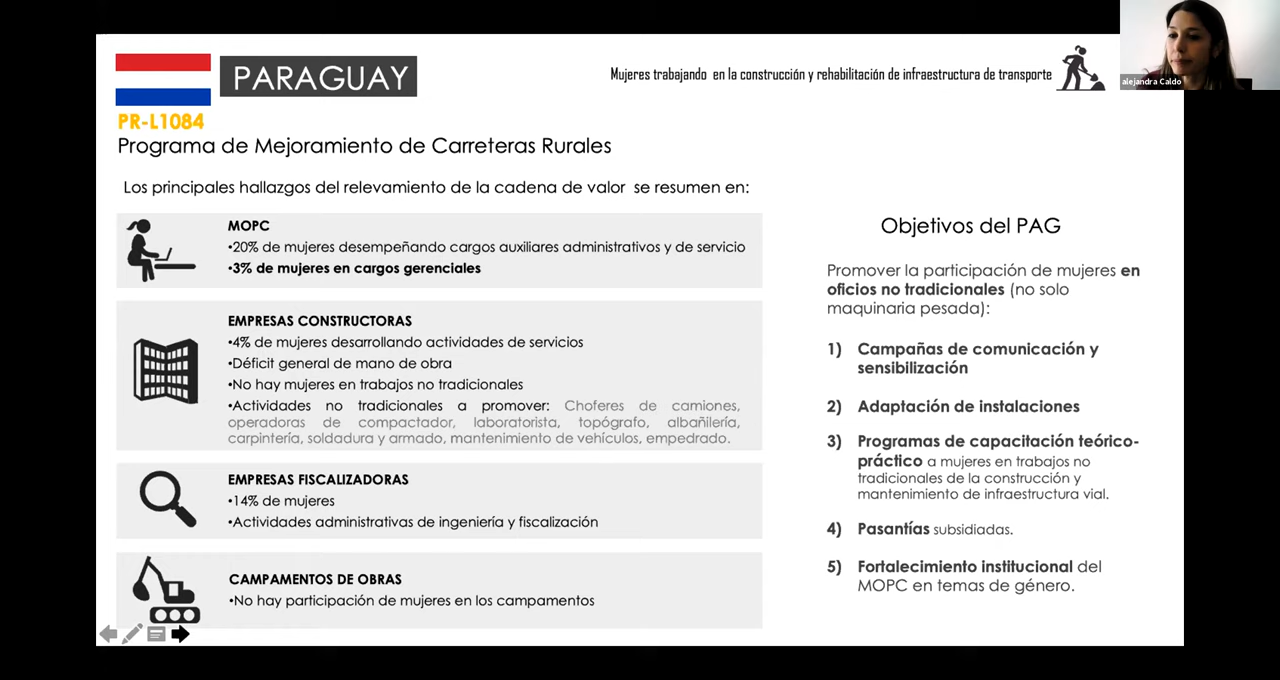 PARAGUAY
Mujeres trabajando en la construcción y rehabilitación de infraestructura de transporte
alejandra Caldo
PR-L1084
Programa de Mejoramiento de Carreteras Rurales
Los principales hallazgos del relevamiento de la cadena de valor se resumen en:
MOPC
•20% de mujeres desempeñando cargos auxiliares administrativos y de servicio
•3% de mujeres en cargos gerenciales
EMPRESAS CONSTRUCTORAS
•4% de mujeres desarrollando actividades de servicios
•Déficit general de mano de obra
•No hay mujeres en trabajos no tradicionales
•Actividades no tradicionales a promover: Choferes de camiones,
operadoras de compactador, laboratorista, topógrafo, albañilería,
carpintería, soldadura y armado, mantenimiento de vehículos, empedrado.
EMPRESAS FISCALIZADORAS
•14% de mujeres
•Actividades administrativas de ingeniería y fiscalización
CAMPAMENTOS DE OBRAS
•No hay participación de mujeres en los campamentos
Objetivos del PAG
Promover la participación de mujeres en
oficios no tradicionales (no solo
maquinaria pesada):
1) Campañas de comunicación y
sensibilización
2) Adaptación de instalaciones
3) Programas de capacitación teórico-
práctico a mujeres en trabajos no
tradicionales de la construcción y
mantenimiento de infraestructura vial.
4) Pasantías subsidiadas.
5) Fortalecimiento institucional del
MOPC en temas de género.